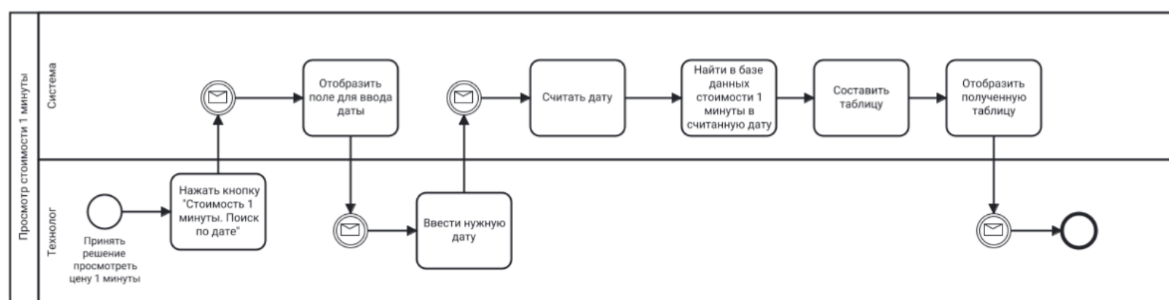 Просмотр стоимости 1 минуты
Система
Отобразить
поле для ввода
даты
Считать дату
Найти в базе
данных
стоимости 1
минуты в
считанную дату
Составить
таблицу
Отобразить
полученную
таблицу
Технолог
Принять
решение
просмотреть
цену 1 минуты
Нажать кнопку
"Стоимость 1
минуты. Поиск
по дате"
Ввести нужную
дату